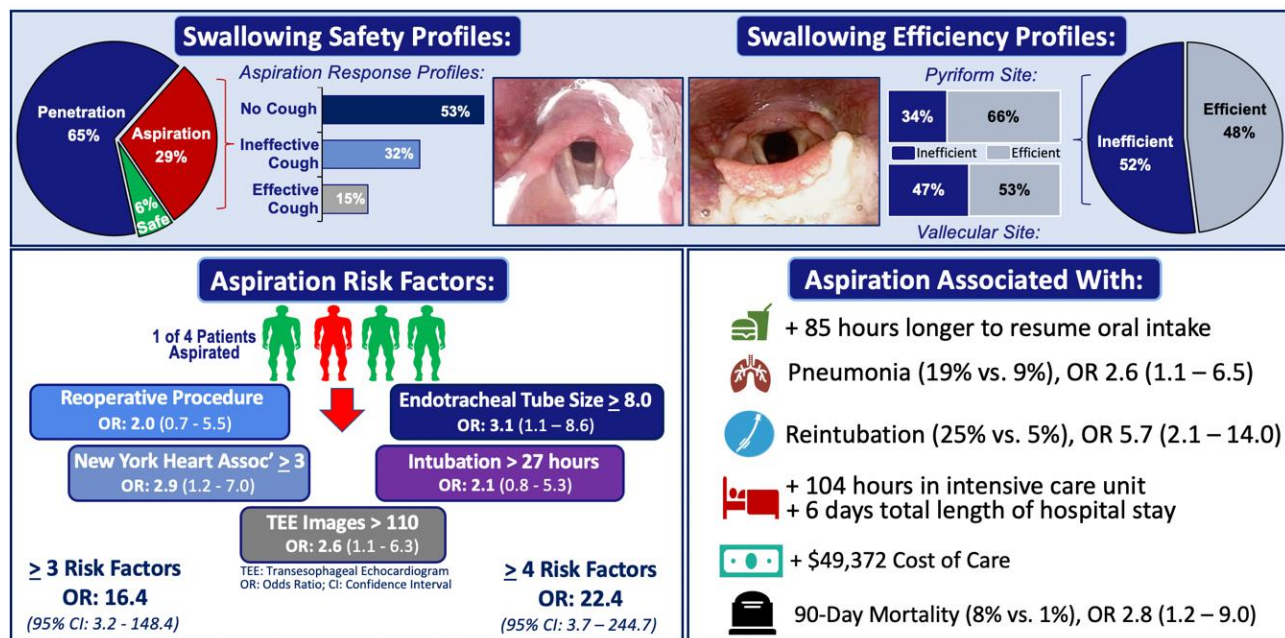 Swallowing Safety Profiles:
Penetration
65%
Aspiration
29%
6%
Safe
Aspiration Response Profiles:
No Cough
53%
Ineffective
Cough
32%
Effective
Cough
15%
Swallowing Efficiency Profiles:
Pyriform Site:
34%
66%
Inefficient
Efficient
47%
53%
Vallecular Site:
Inefficient
52%
Efficient
48%
Aspiration Risk Factors:
1 of 4 Patients
Aspirated
Reoperative Procedure
OR: 2.0 (0.7 - 5.5)
Endotracheal Tube Size ≥ 8.0
OR: 3.1 (1.1 – 8.6)
New York Heart Assoc’ ≥ 3
OR: 2.9 (1.2 - 7.0)
Intubation > 27 hours
OR: 2.1 (0.8 - 5.3)
TEE Images > 110
OR: 2.6 (1.1 - 6.3)
TEE: Transesophageal Echocardiogram
OR: Odds Ratio; CI: Confidence Interval
≥ 3 Risk Factors
OR: 16.4
(95% CI: 3.2 - 148.4)
≥ 4 Risk Factors
OR: 22.4
(95% CI: 3.7 – 244.7)
Aspiration Associated With:
+ 85 hours longer to resume oral intake
Pneumonia (19% vs. 9%), OR 2.6 (1.1 – 6.5)
Reintubation (25% vs. 5%), OR 5.7 (2.1 – 14.0)
+ 104 hours in intensive care unit
+ 6 days total length of hospital stay
+ $49,372 Cost of Care
90-Day Mortality (8% vs. 1%), OR 2.8 (1.2 – 9.0)